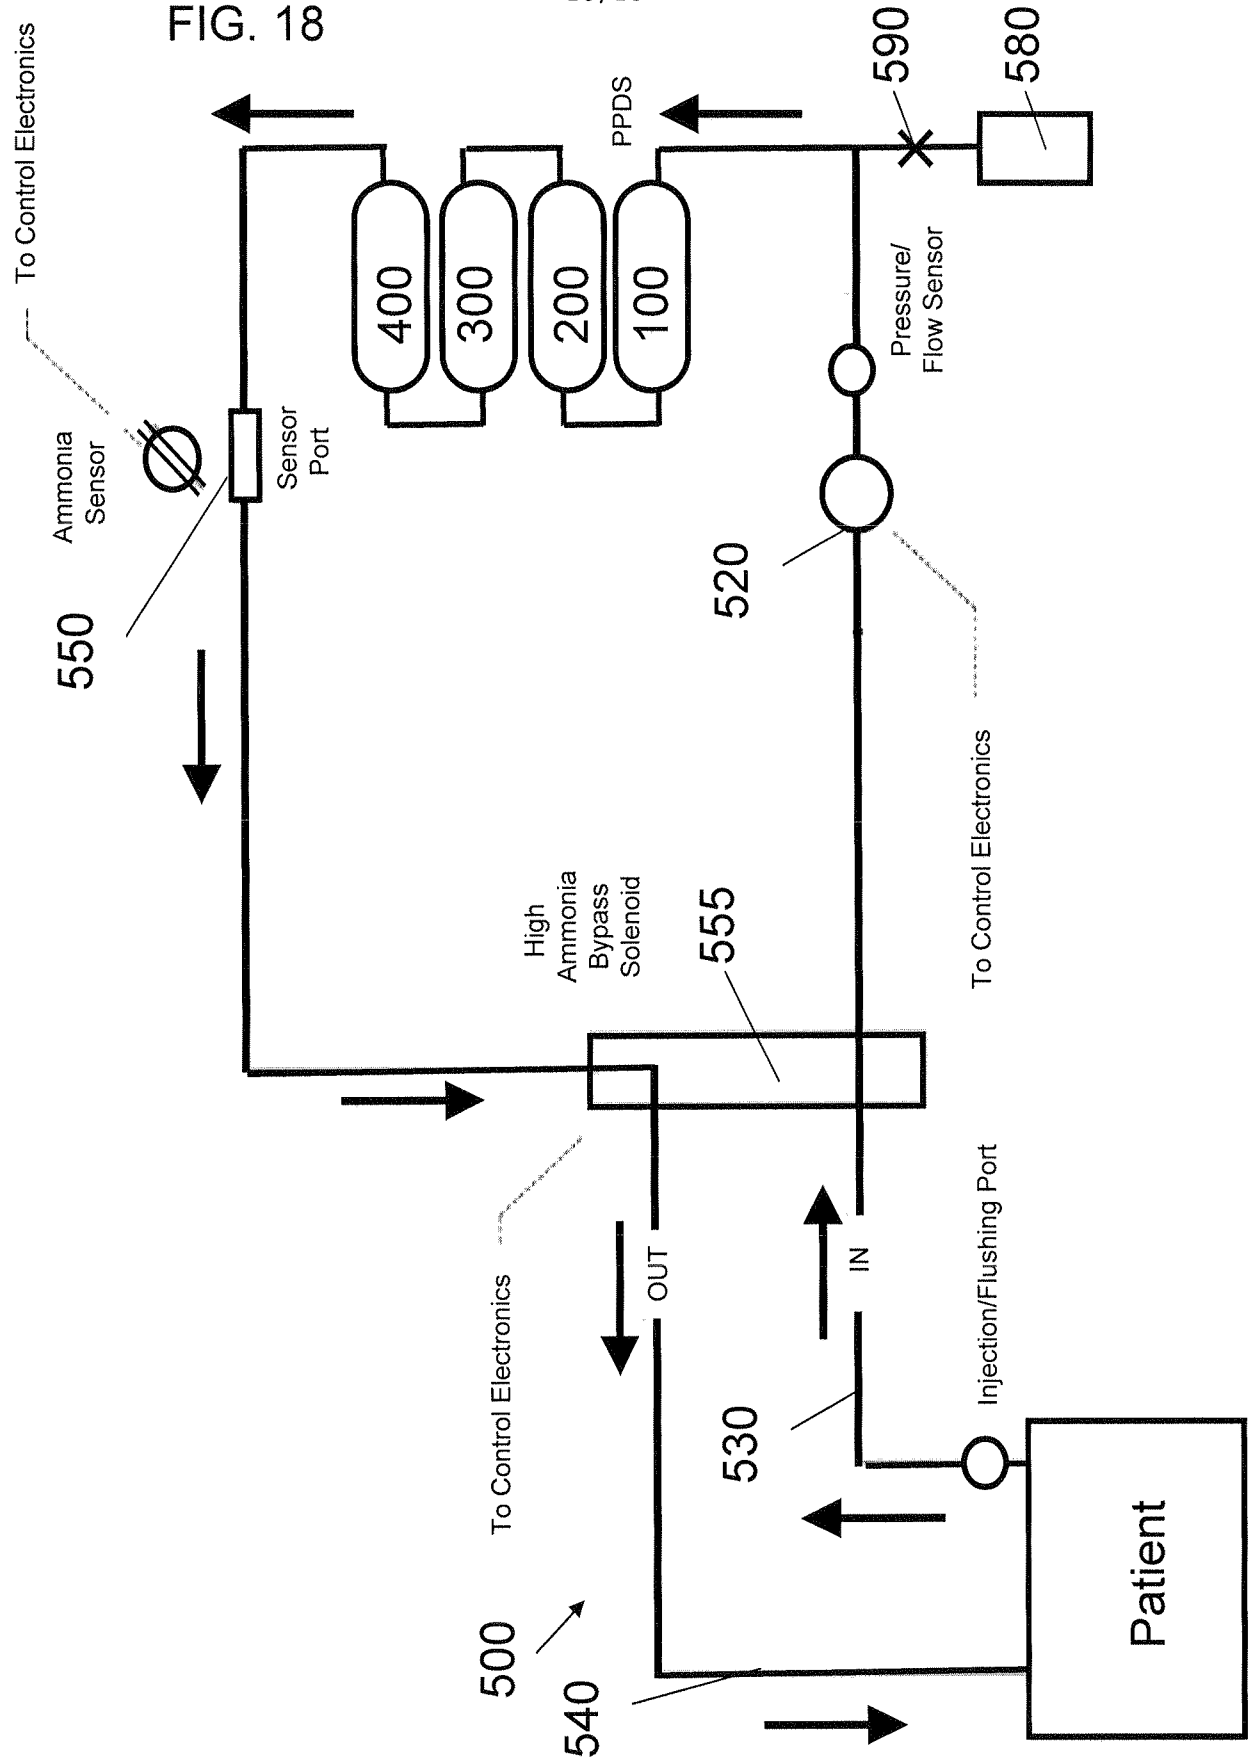 FIG. 18
To Control Electronics
590
580
PPDS
400
300
200
100
Ammonia
Sensor
Sensor
Port
Pressure/
Flow Sensor
550
520
High
Ammonia
Bypass
Solenoid
555
To Control Electronics
To Control Electronics
OUT
IN
Injection/Flushing Port
530
500
540
Patient